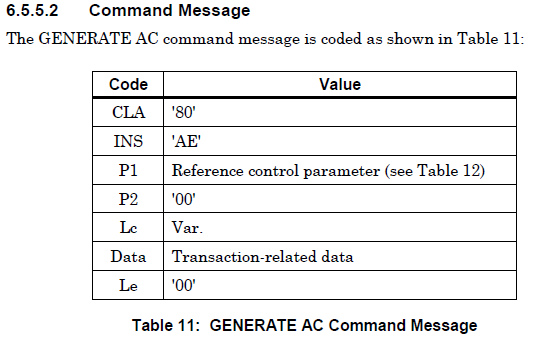 6.5.5.2 Command Message
The GENERATE AC command message is coded as shown in Table 11:
Code Value
CLA '80'
INS 'AE'
P1 Reference control parameter (see Table 12)
P2 '00'
Lc Var.
Data Transaction-related data
Le '00'
Table 11: GENERATE AC Command Message